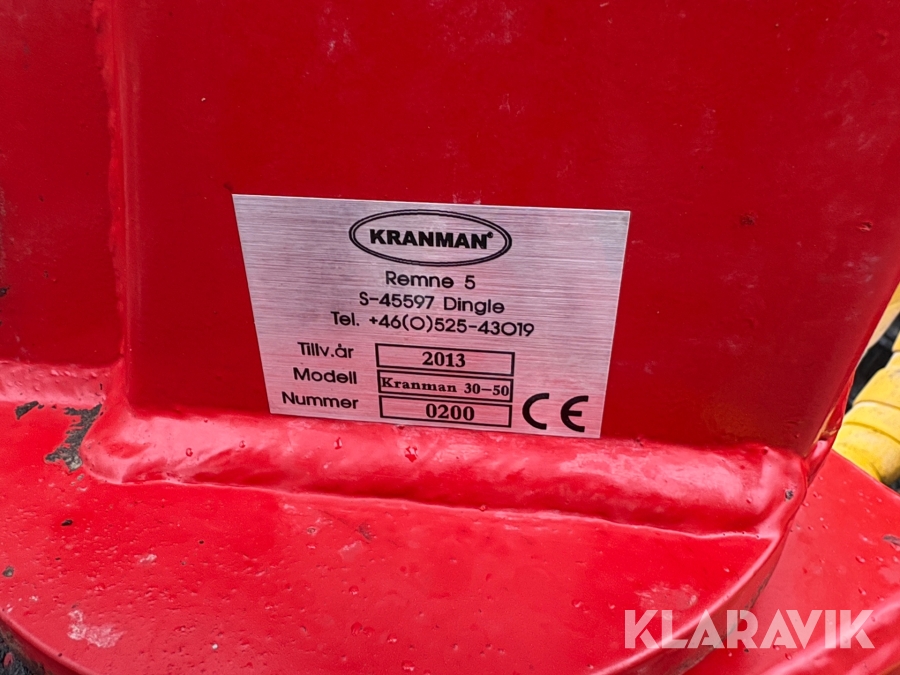 KRANMAN®
Remne 5
S-45597 Dingle
Tel. +46(0)525-43019
Tillv.år 2013
Modell Kranman 30-50
Nummer 0200
CE
KLARAVIK